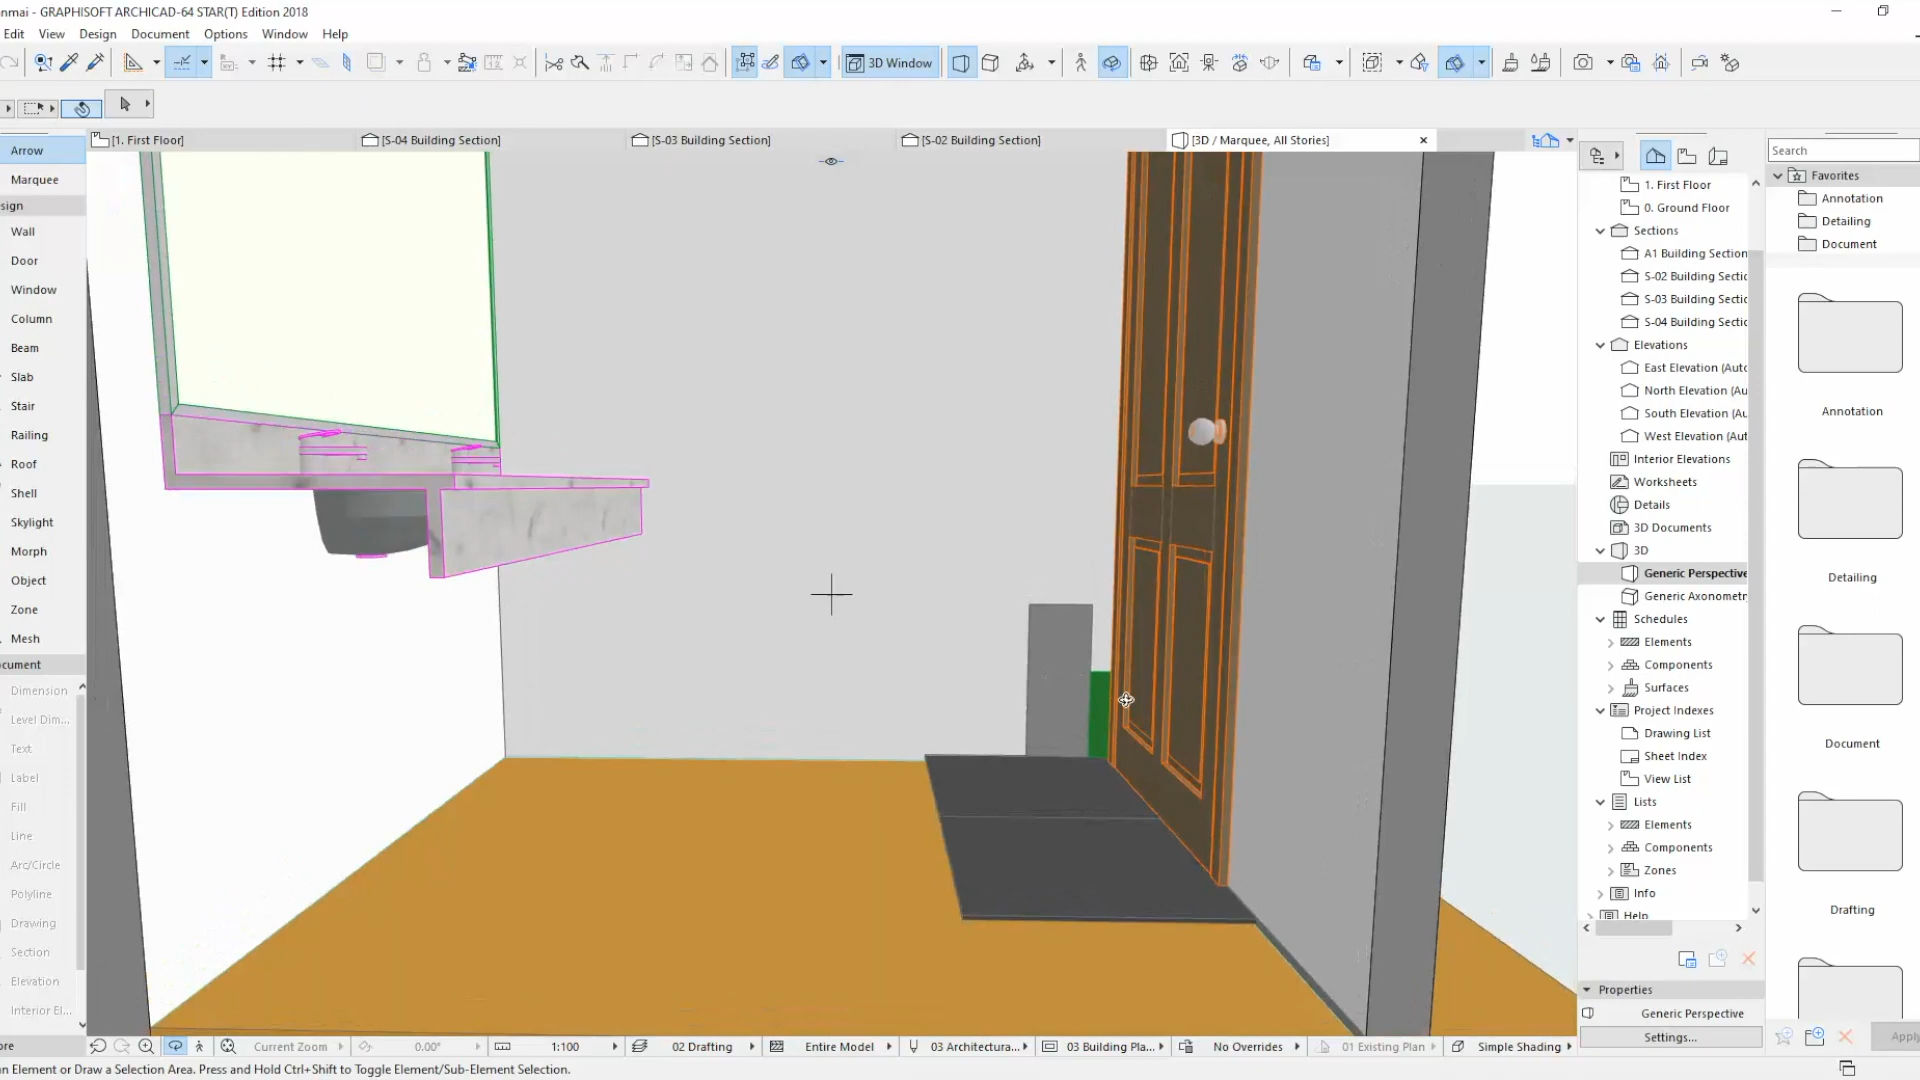 nmai - GRAPHISOFT ARCHICAD-64 STAR(T) Edition 2018
Edit View Design Document Options Window Help
3D Window
[1. First Floor] [S-04 Building Section] [S-03 Building Section] [S-02 Building Section] [3D / Marquee, All Stories]
Arrow
Marquee
sign
Wall
Door
Window
Column
Beam
Slab
Stair
Railing
Roof
Shell
Skylight
Morph
Object
Zone
Mesh
cument
Dimension
Level Dim...
Text
Label
Fill
Line
Arc/Circle
Polyline
Drawing
Section
Elevation
Interior El...
ore
1. First Floor
0. Ground Floor
Sections
A1 Building Section
S-02 Building Sectic
S-03 Building Sectic
S-04 Building Sectic
Elevations
East Elevation (Autc
North Elevation (Au
South Elevation (Au
West Elevation (Aut
Interior Elevations
Worksheets
Details
3D Documents
3D
Generic Perspective
Generic Axonometr
Schedules
Elements
Components
Surfaces
Project Indexes
Drawing List
Sheet Index
View List
Lists
Elements
Components
Zones
Info
Help
Properties
Generic Perspective
Settings...
Search
Favorites
Annotation
Detailing
Document
Annotation
Detailing
Document
Drafting
Apply
Current Zoom 0.00° 1:100 02 Drafting Entire Model 03 Architectura... 03 Building Pla... No Overrides 01 Existing Plan Simple Shading
n Element or Draw a Selection Area. Press and Hold Ctrl+Shift to Toggle Element/Sub-Element Selection.